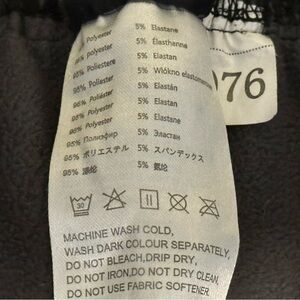 95% Polyester 5% Elastane
95% Polyester 5% Élasthanne
95% Poliestere 5% Elastan
95% Poliester 5% Włókno elastomerowe
95% Poliéster 5% Elastán
95% Polyester 5% Elastan
95% Polyester 5% Elastane
95% Полиэфир 5% Эластан
95% ポリエステル 5% スパンデックス
95% 涤纶 5% 氨纶
30
MACHINE WASH COLD,
WASH DARK COLOUR SEPARATELY,
DO NOT BLEACH,DRIP DRY,
DO NOT IRON,DO NOT DRY CLEAN,
DO NOT USE FABRIC SOFTENER.
076